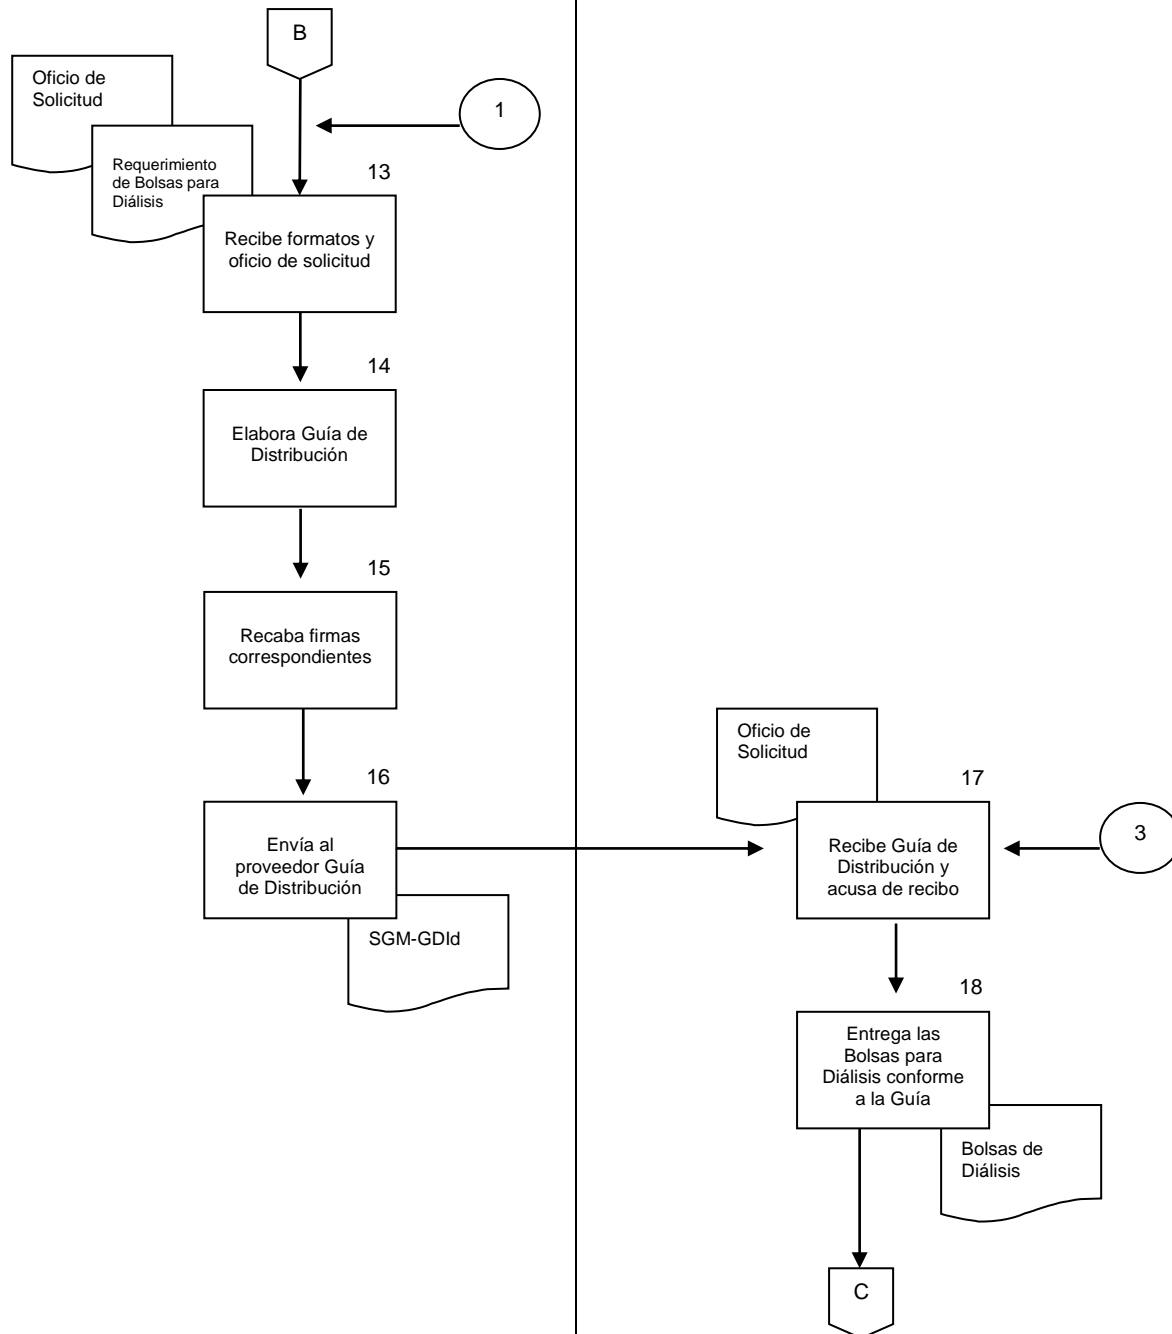 B
Oficio de
Solicitud
1
Requerimiento
de Bolsas para
Diálisis
13
Recibe formatos y
oficio de solicitud
14
Elabora Guía de
Distribución
15
Recaba firmas
correspondientes
16
Envía al
proveedor Guía
de Distribución
SGM-GDId
Oficio de
Solicitud
17
Recibe Guía de
Distribución y
acusa de recibo
3
18
Entrega las
Bolsas para
Diálisis conforme
a la Guía
Bolsas de
Diálisis
C